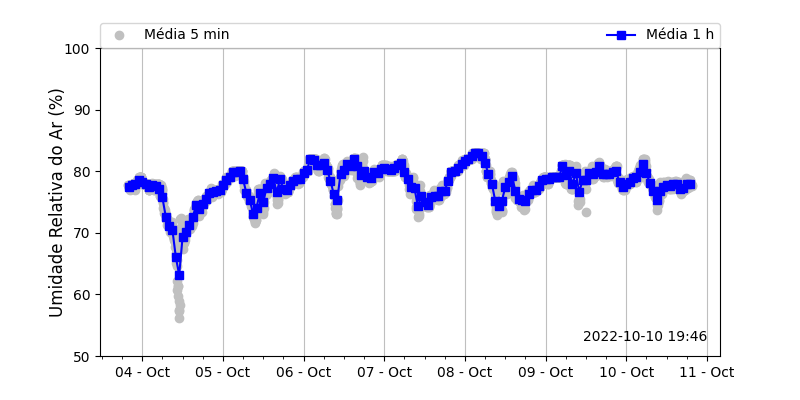 Média 5 min
Média 1 h
100
90
80
70
60
50
Umidade Relativa do Ar (%)
2022-10-10 19:46
04 - Oct
05 - Oct
06 - Oct
07 - Oct
08 - Oct
09 - Oct
10 - Oct
11 - Oct